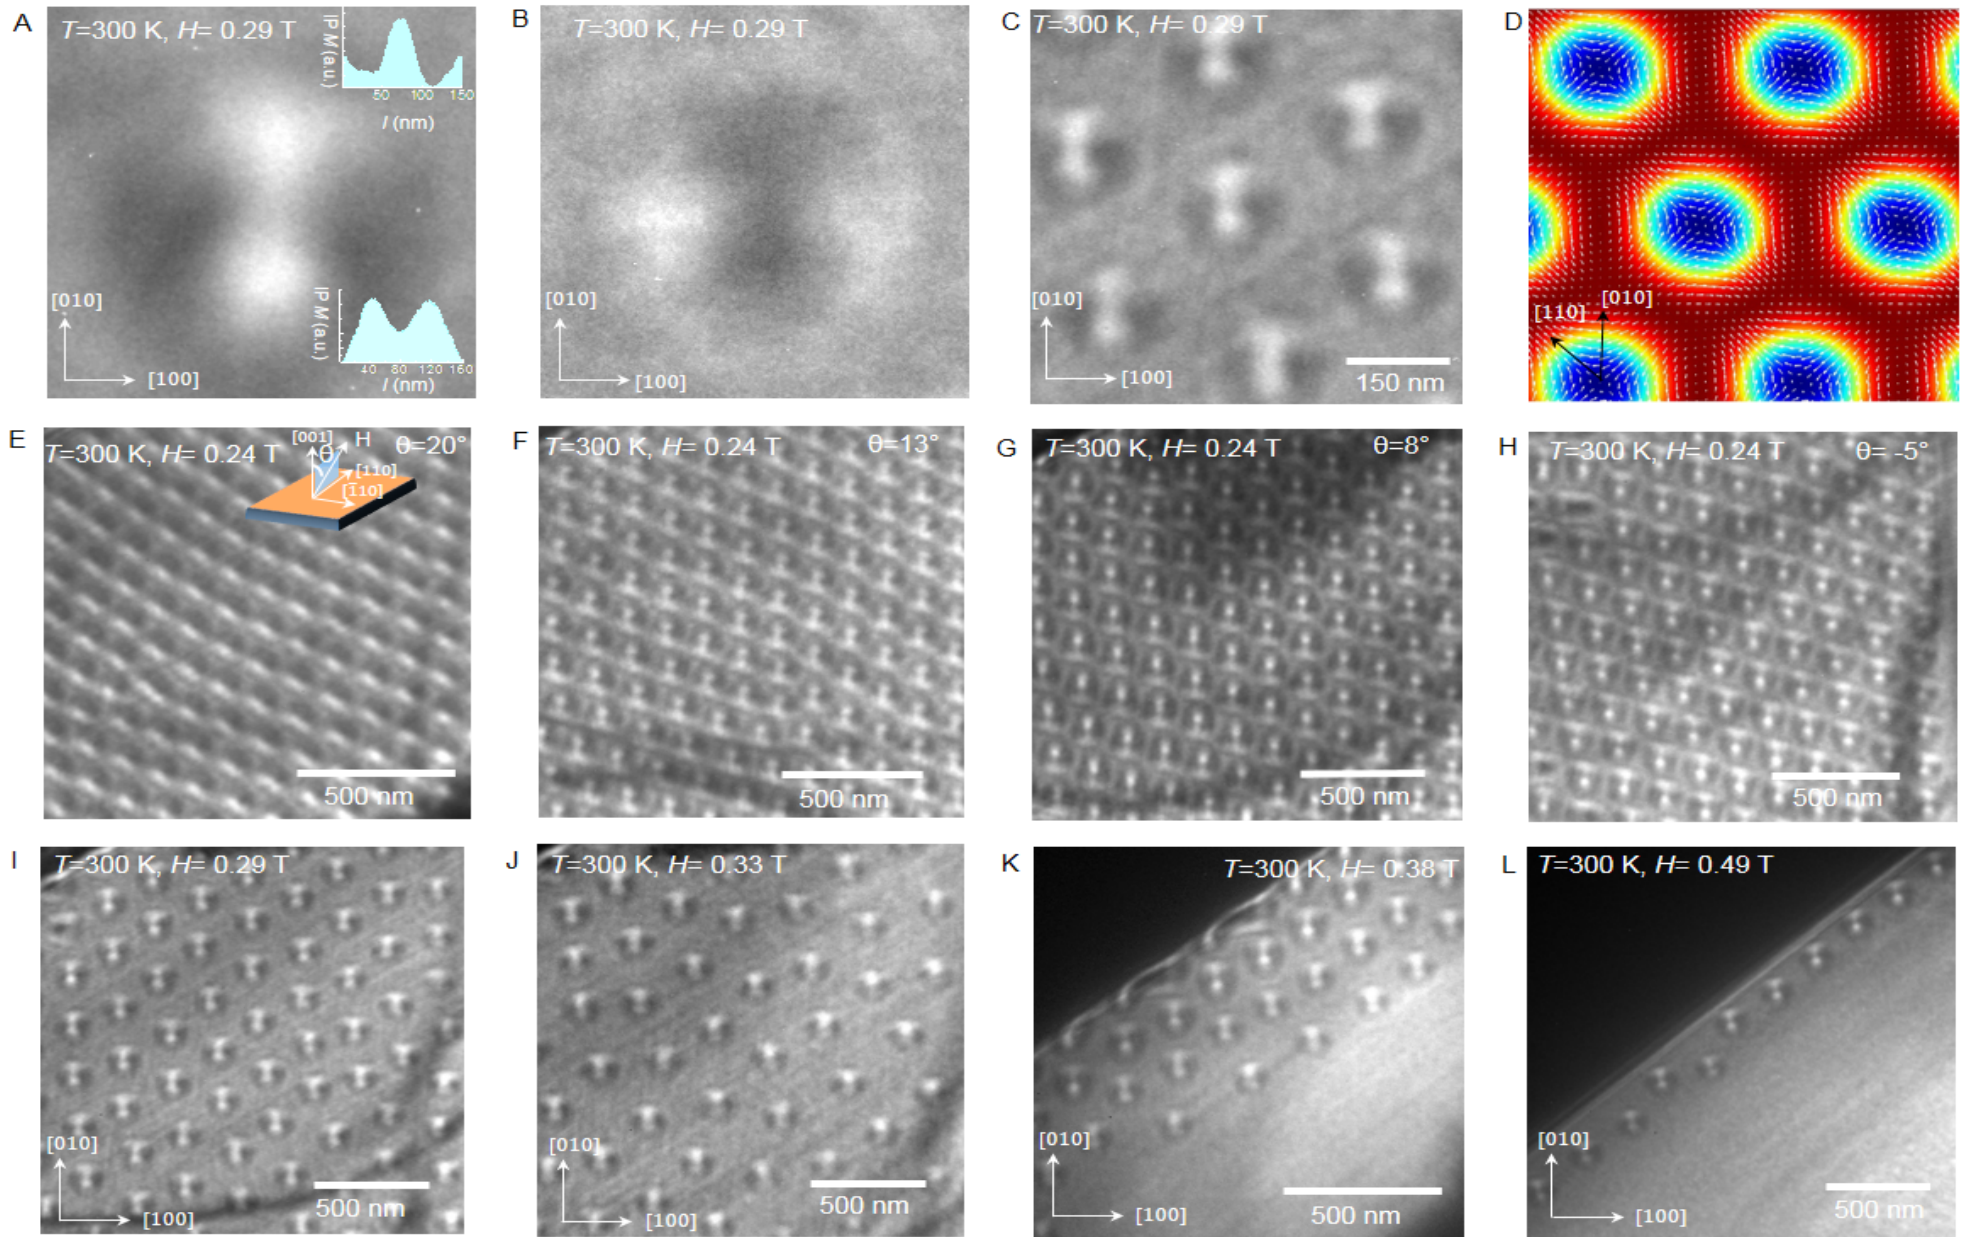 A
T=300 K, H= 0.29 T
IP M (a.u.)
50 100 150
l (nm)
IP M (a.u.)
40 80 120 160
l (nm)
[010]
[100]
B
T=300 K, H= 0.29 T
[010]
[100]
C
T=300 K, H= 0.29 T
[010]
[100]
150 nm
D
[110]
[010]
E
T=300 K, H= 0.24 T
θ=20°
[001]
H
θ
[110]
[1̄10]
500 nm
F
T=300 K, H= 0.24 T
θ=13°
500 nm
G
T=300 K, H= 0.24 T
θ=8°
500 nm
H
T=300 K, H= 0.24 T
θ= -5°
500 nm
I
T=300 K, H= 0.29 T
[010]
[100]
500 nm
J
T=300 K, H= 0.33 T
[010]
[100]
500 nm
K
T=300 K, H= 0.38 T
[010]
[100]
500 nm
L
T=300 K, H= 0.49 T
[010]
[100]
500 nm